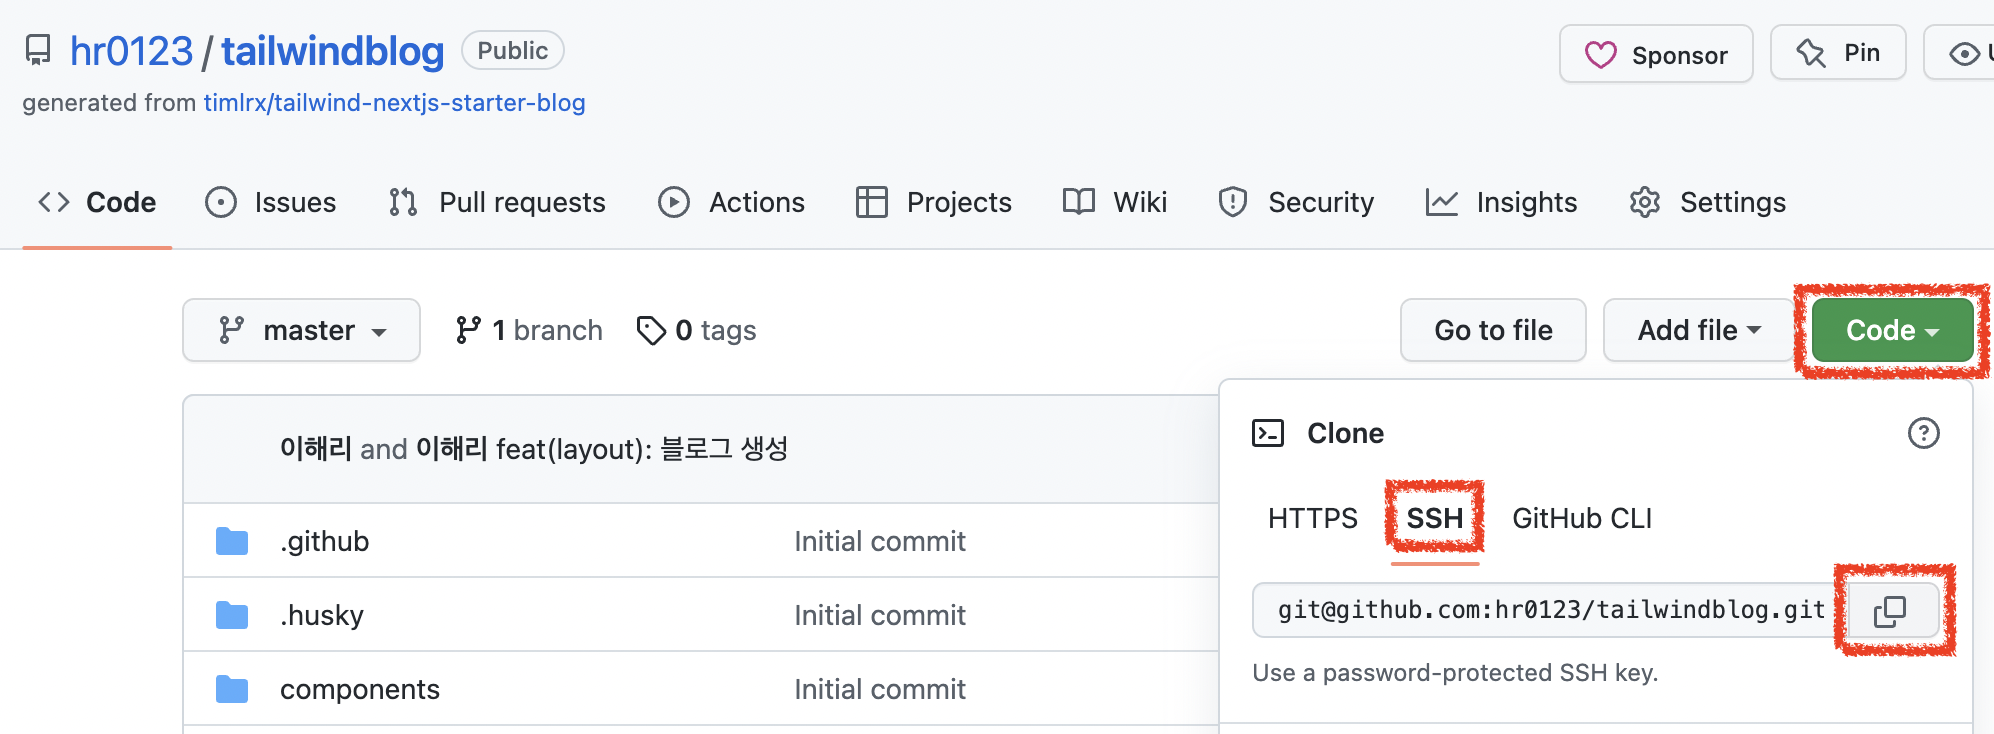 hr0123/tailwindblog Public
Sponsor
Pin
generated from timlrx/tailwind-nextjs-starter-blog
Code Issues Pull requests Actions Projects Wiki Security Insights Settings
master 1 branch 0 tags Go to file Add file Code
이해리 and 이해리 feat(layout): 블로그 생성
Clone
HTTPS SSH GitHub CLI
.github Initial commit
git@github.com:hr0123/tailwindblog.git
.husky Initial commit
Use a password-protected SSH key.
components Initial commit